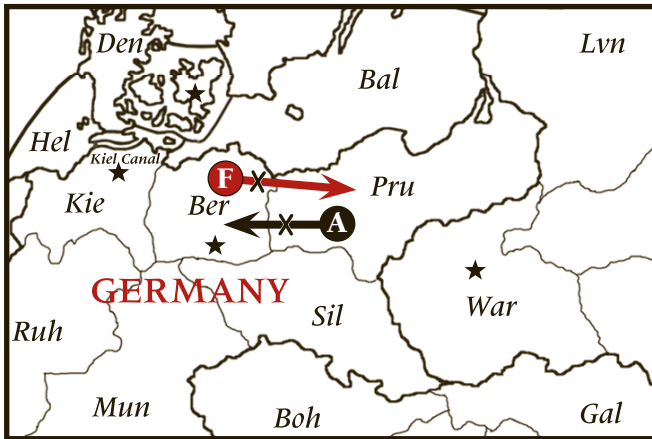 Den
Lvn
Bal
Hel
Kiel Canal
F
Pru
Kie
Ber
A
GERMANY
War
Sil
Ruh
Mun
Boh
Gal